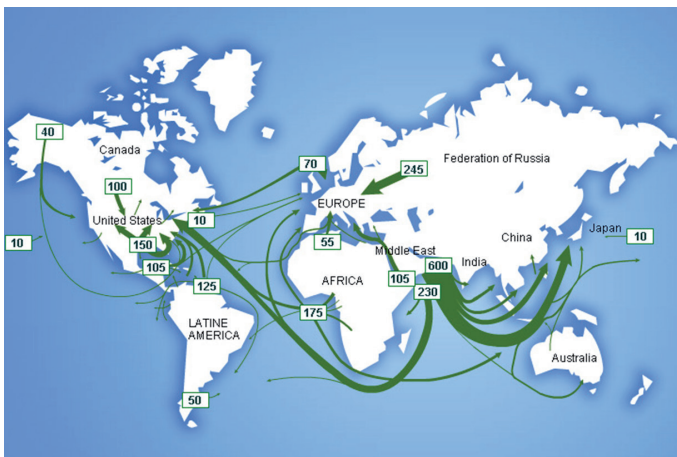 40
Canada
100
United States
10
10
150
105
125
LATINE
AMERICA
50
70
245
Federation of Russia
EUROPE
55
Middle East
AFRICA
105
600
230
175
India
China
Japan
10
Australia